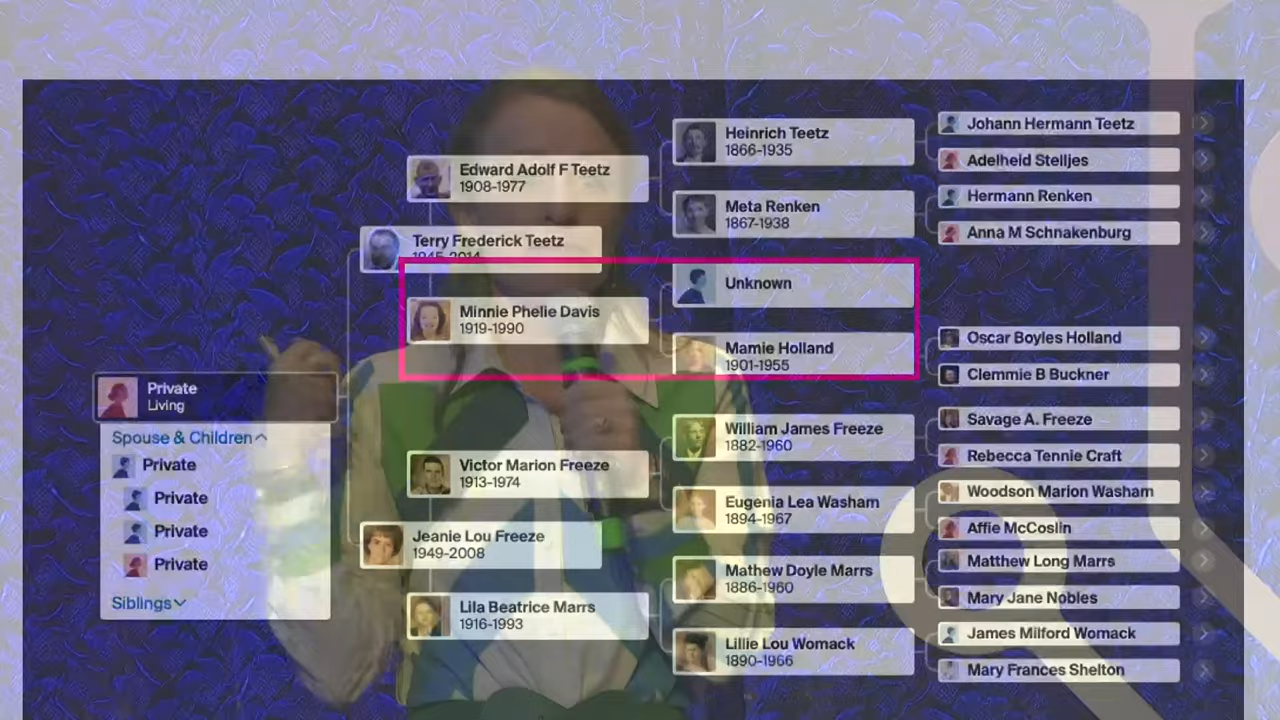 Johann Hermann Teetz
Heinrich Teetz
1866-1935
Adelheid Stelljes
Edward Adolf F Teetz
1908-1977
Hermann Renken
Meta Renken
1867-1938
Anna M Schnakenburg
Terry Frederick Teetz
1945-2014
Unknown
Minnie Phelie Davis
1919-1990
Oscar Boyles Holland
Mamie Holland
1901-1955
Clemmie B Buckner
Private
Living
Savage A. Freeze
William James Freeze
1882-1960
Spouse & Children
Rebecca Tennie Craft
Private
Victor Marion Freeze
1913-1974
Woodson Marion Washam
Private
Eugenia Lea Washam
1894-1967
Affie McCoslin
Private
Jeanie Lou Freeze
1949-2008
Matthew Long Marrs
Private
Mathew Doyle Marrs
1886-1960
Mary Jane Nobles
Siblings
Lila Beatrice Marrs
1916-1993
James Milford Womack
Lillie Lou Womack
1890-1966
Mary Frances Shelton